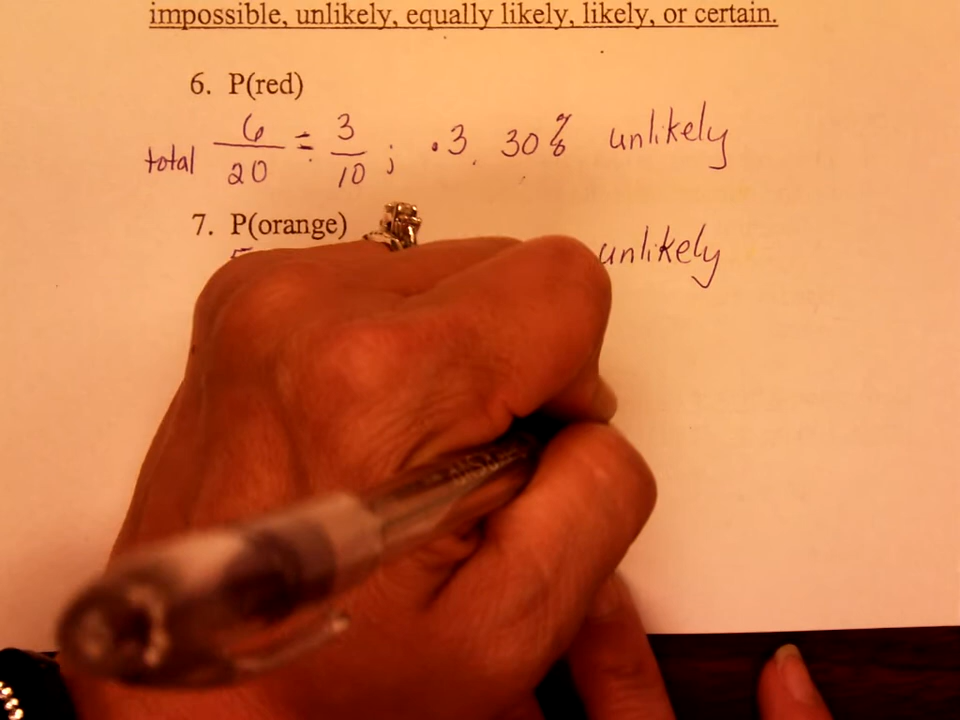 impossible, unlikely, equally likely, likely, or certain.
6. P(red)
total 6/20 = 3/10 ; .3, 30% unlikely
7. P(orange)
unlikely